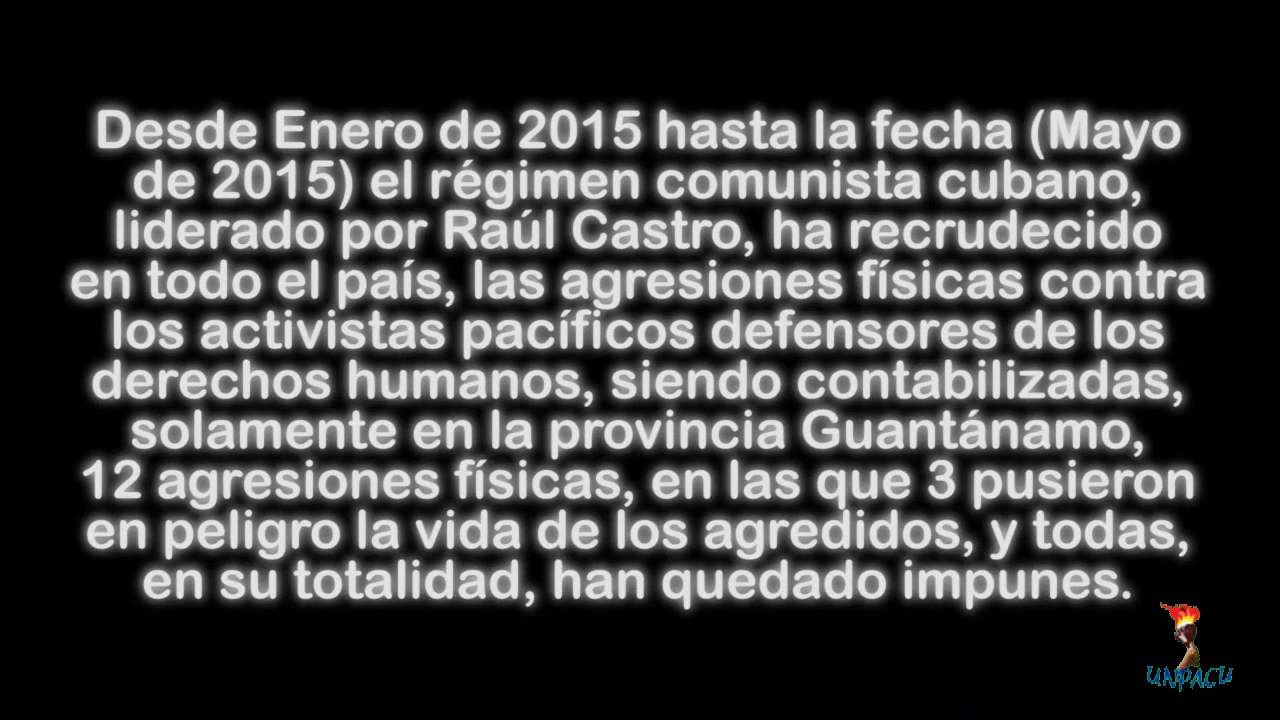 Desde Enero de 2015 hasta la fecha (Mayo
de 2015) el régimen comunista cubano,
liderado por Raúl Castro, ha recrudecido
en todo el país, las agresiones físicas contra
los activistas pacíficos defensores de los
derechos humanos, siendo contabilizadas,
solamente en la provincia Guantánamo,
12 agresiones físicas, en las que 3 pusieron
en peligro la vida de los agredidos, y todas,
en su totalidad, han quedado impunes.
UNPACU